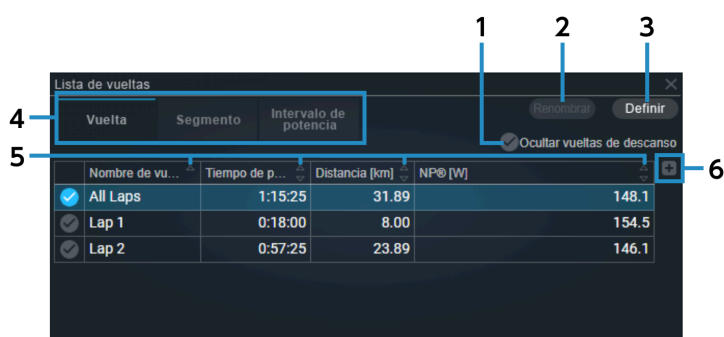 1 2 3
Lista de vueltas
Renombrar Definir
4 Vuelta Segmento Intervalo de
potencia
Ocultar vueltas de descanso
5
Nombre de vu... Tiempo de p... Distancia [km] NP® [W] 6
All Laps 1:15:25 31.89 148.1
Lap 1 0:18:00 8.00 154.5
Lap 2 0:57:25 23.89 146.1